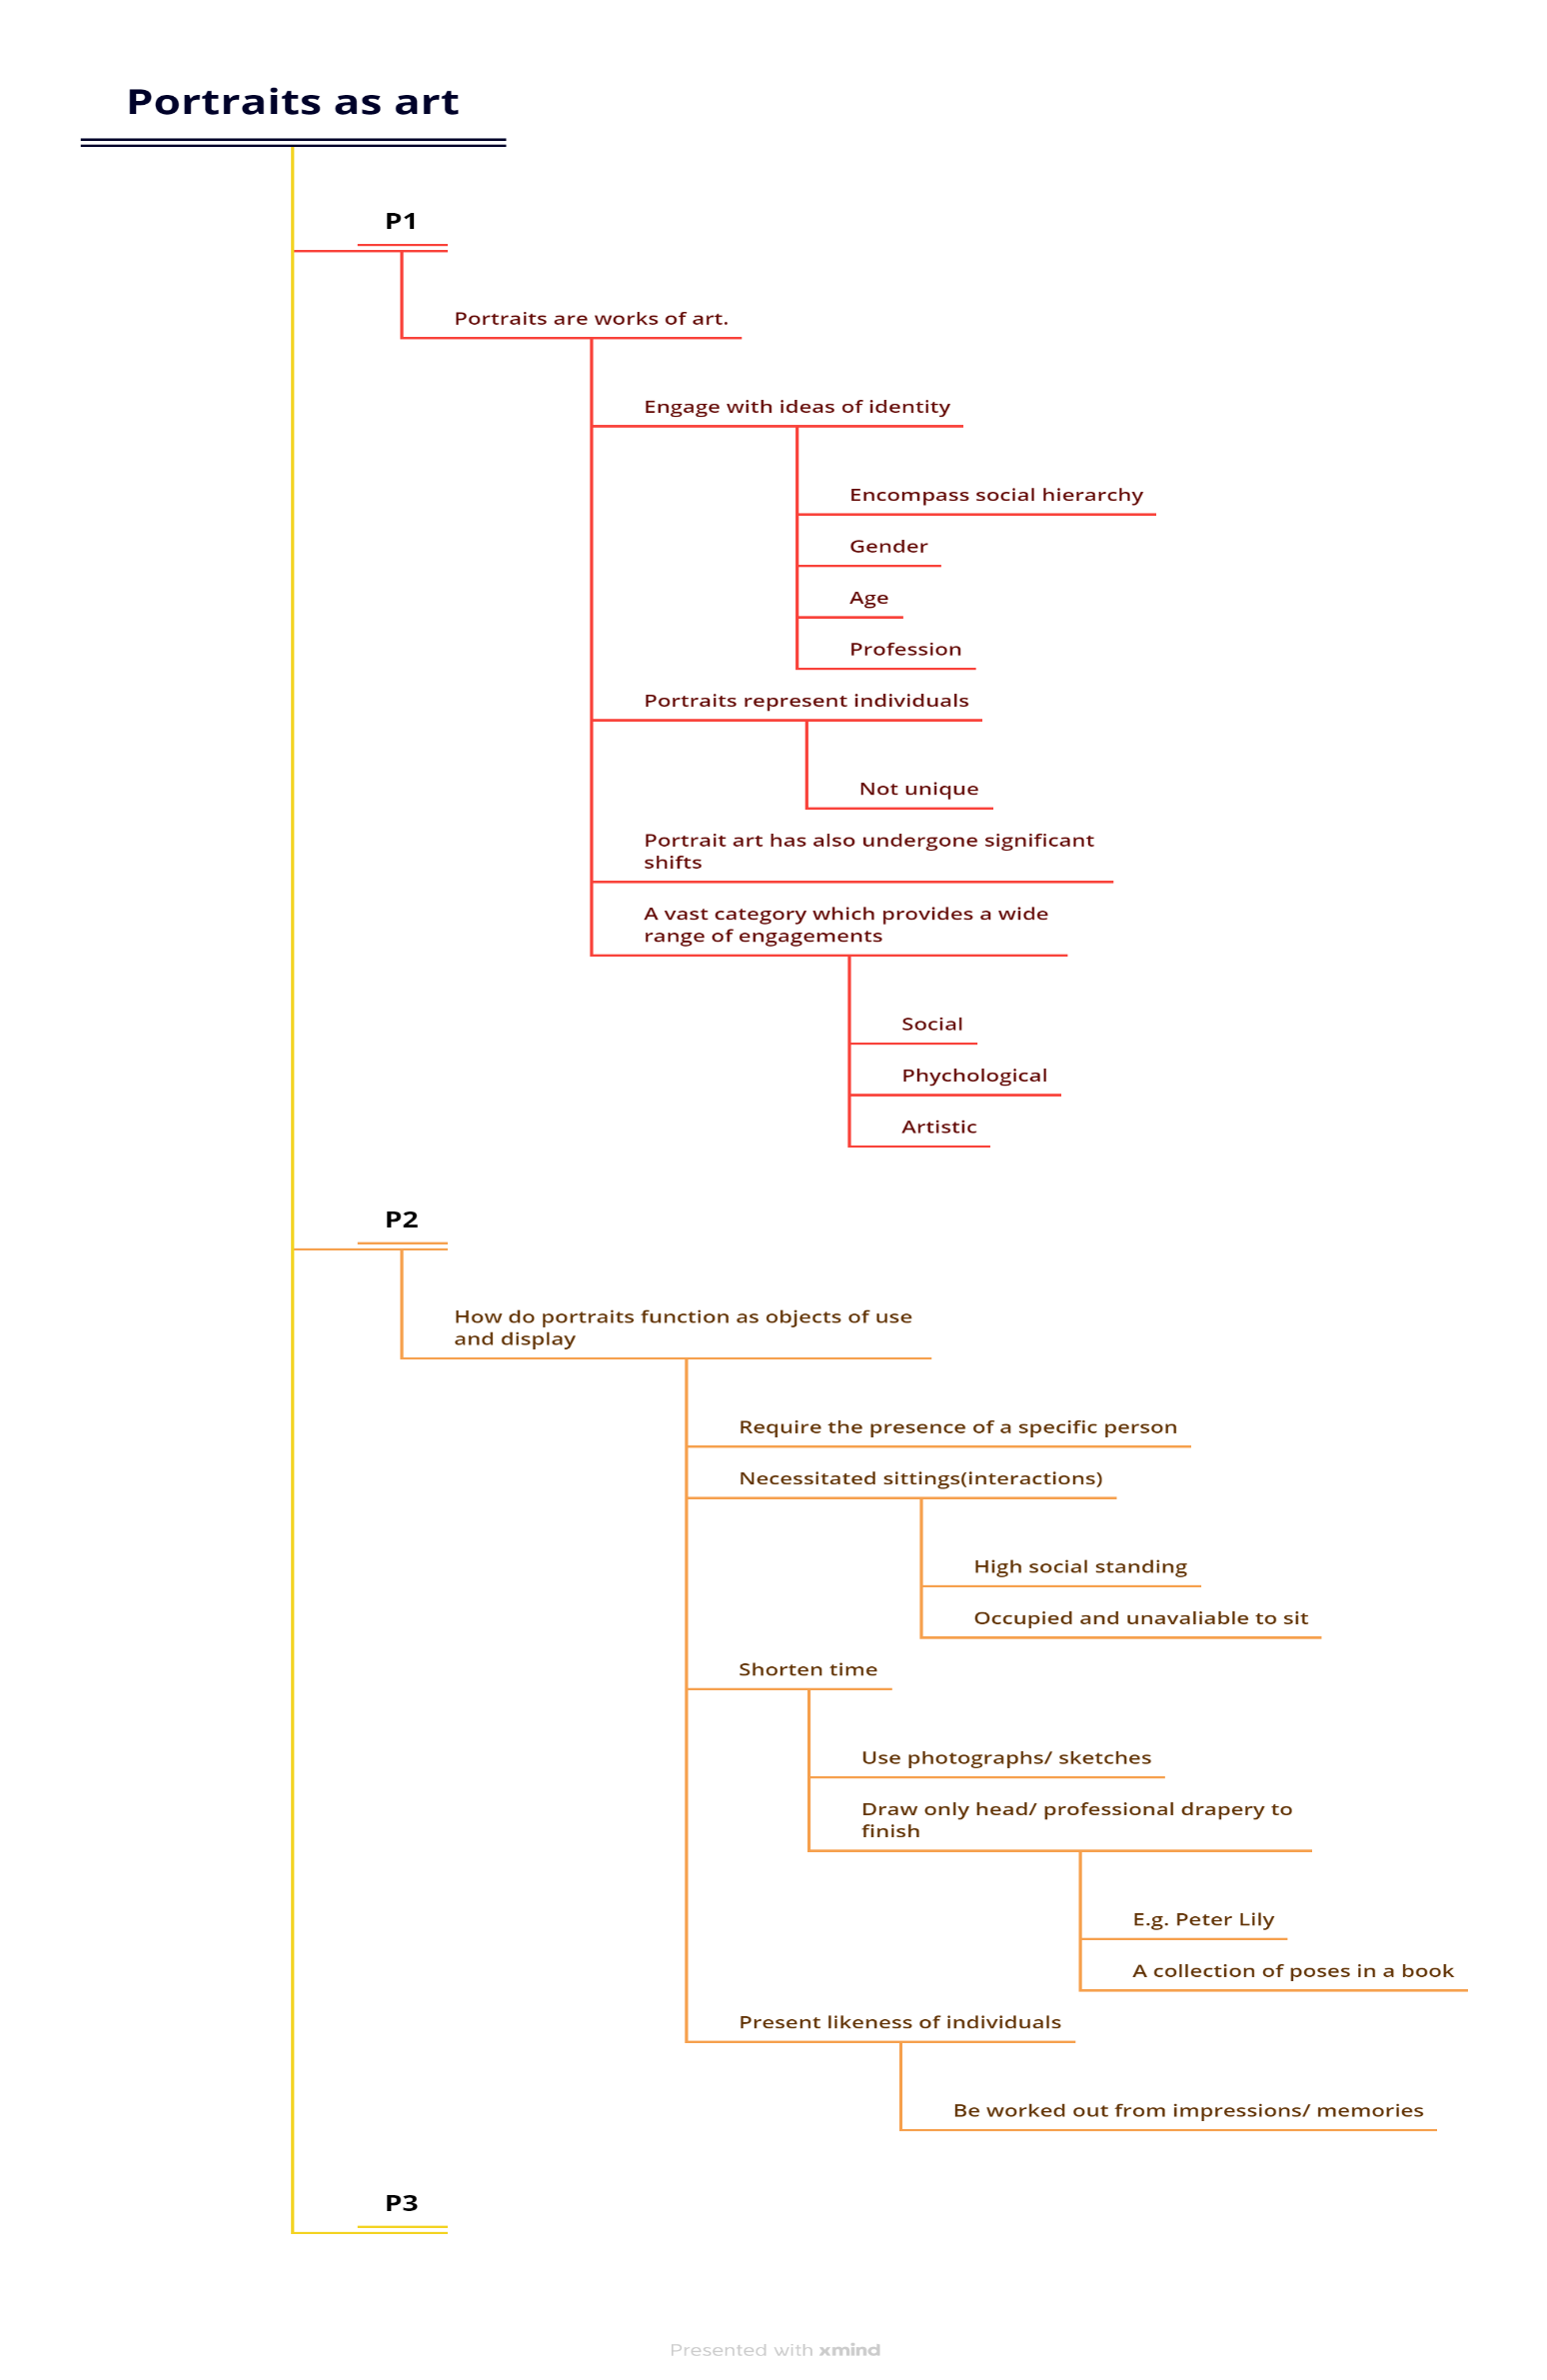 Portraits as art
P1
Portraits are works of art.
Engage with ideas of identity
Encompass social hierarchy
Gender
Age
Profession
Portraits represent individuals
Not unique
Portrait art has also undergone significant
shifts
A vast category which provides a wide
range of engagements
Social
Phychological
Artistic
P2
How do portraits function as objects of use
and display
Require the presence of a specific person
Necessitated sittings(interactions)
High social standing
Occupied and unavaliable to sit
Shorten time
Use photographs/ sketches
Draw only head/ professional drapery to
finish
E.g. Peter Lily
A collection of poses in a book
Present likeness of individuals
Be worked out from impressions/ memories
P3
Presented with xmind